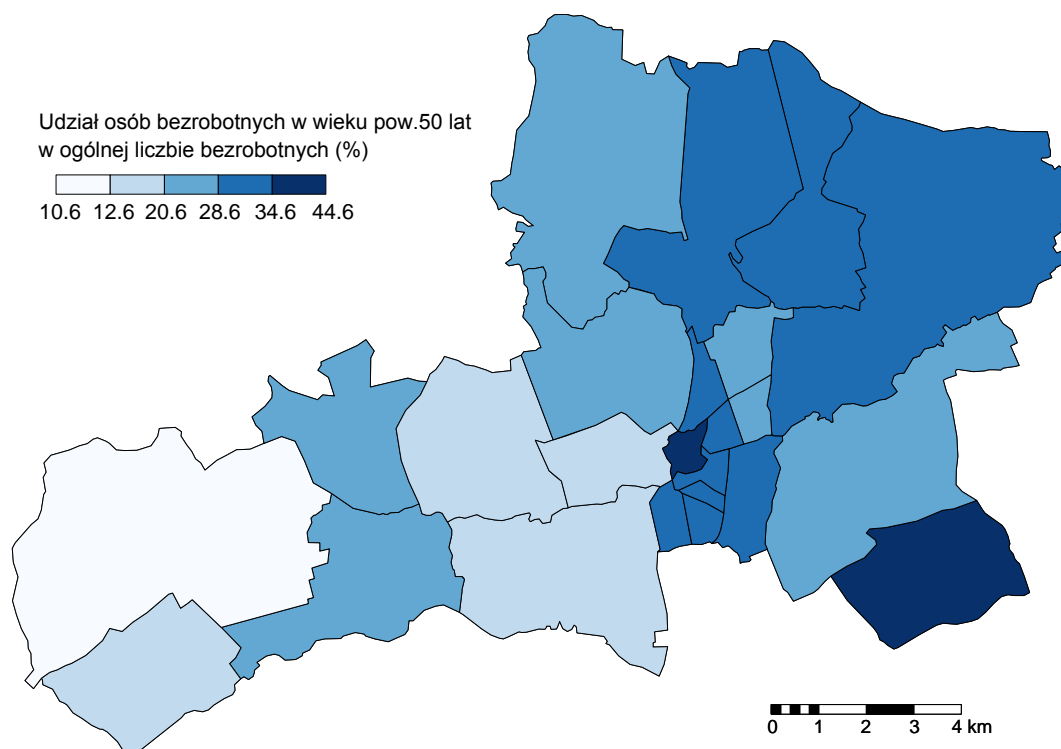 Udział osób bezrobotnych w wieku pow.50 lat
w ogólnej liczbie bezrobotnych (%)
10.6 12.6 20.6 28.6 34.6 44.6
0 1 2 3 4 km